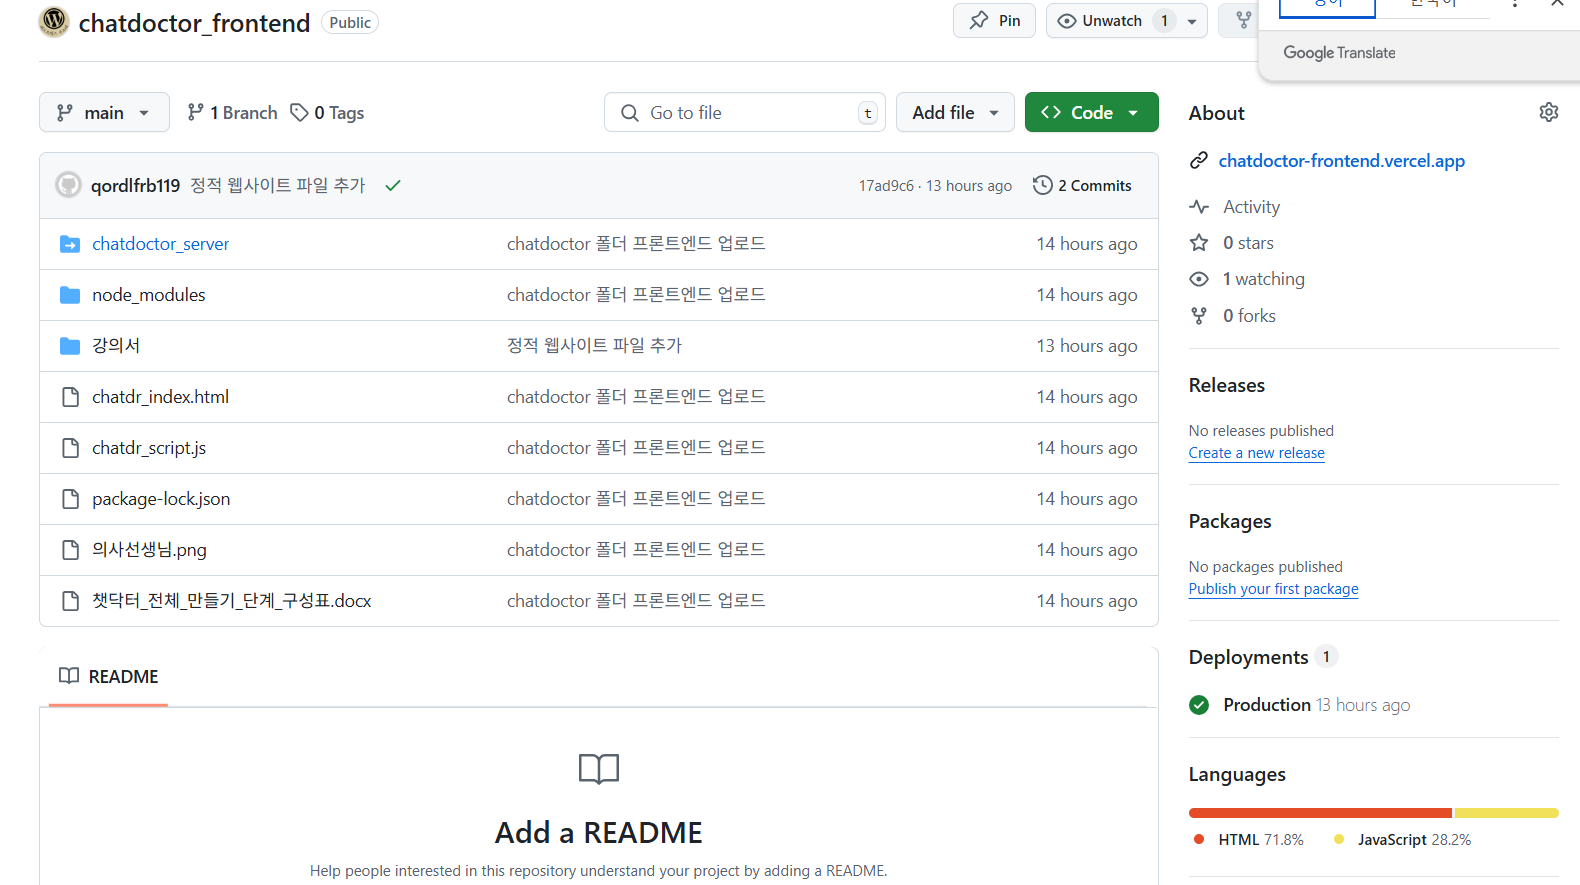 chatdoctor_frontend Public
Pin
Unwatch 1
Google Translate
main
1 Branch
0 Tags
Go to file t
Add file
Code
qordlfrb119 정적 웹사이트 파일 추가
17ad9c6 · 13 hours ago
2 Commits
chatdoctor_server chatdoctor 폴더 프론트엔드 업로드 14 hours ago
node_modules chatdoctor 폴더 프론트엔드 업로드 14 hours ago
강의서 정적 웹사이트 파일 추가 13 hours ago
chatdr_index.html chatdoctor 폴더 프론트엔드 업로드 14 hours ago
chatdr_script.js chatdoctor 폴더 프론트엔드 업로드 14 hours ago
package-lock.json chatdoctor 폴더 프론트엔드 업로드 14 hours ago
의사선생님.png chatdoctor 폴더 프론트엔드 업로드 14 hours ago
챗닥터_전체_만들기_단계_구성표.docx chatdoctor 폴더 프론트엔드 업로드 14 hours ago
README
Add a README
Help people interested in this repository understand your project by adding a README.
About
chatdoctor-frontend.vercel.app
Activity
0 stars
1 watching
0 forks
Releases
No releases published
Create a new release
Packages
No packages published
Publish your first package
Deployments 1
Production 13 hours ago
Languages
HTML 71.8%
JavaScript 28.2%